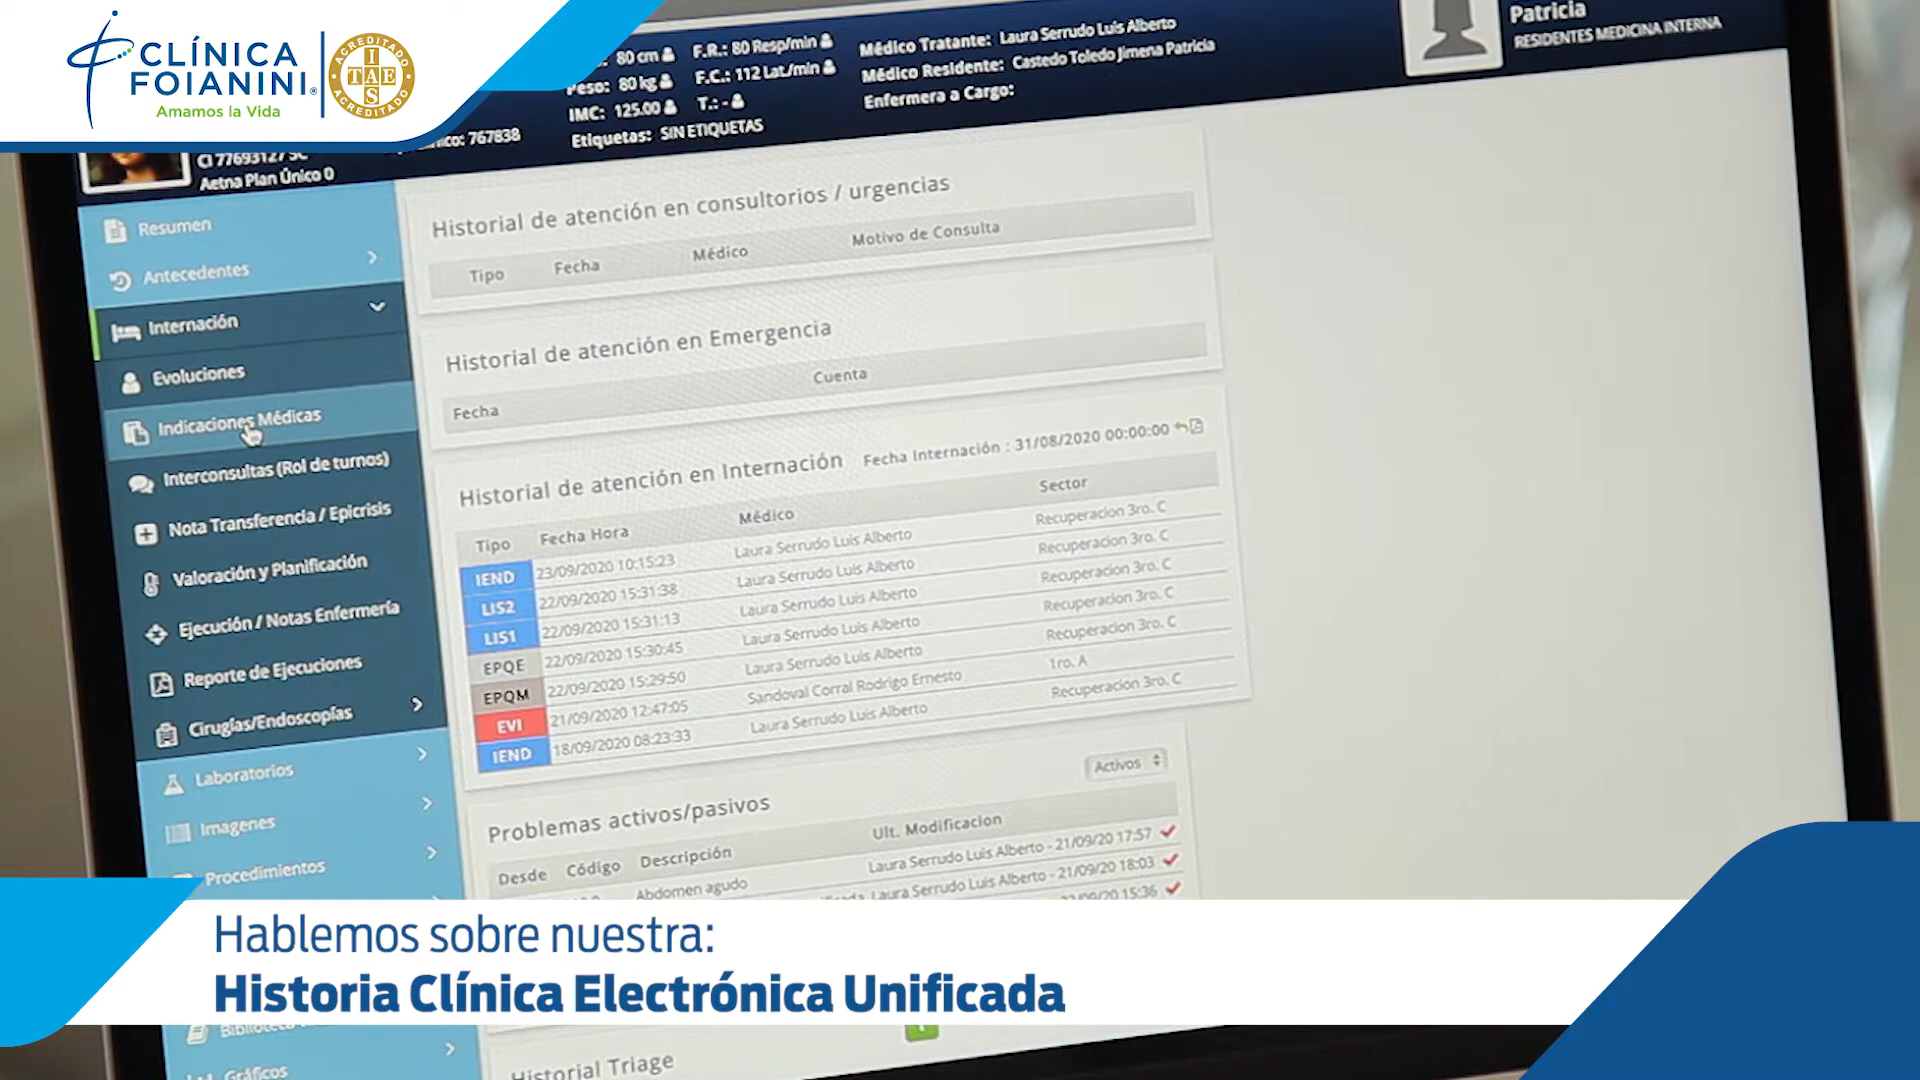 CLÍNICA
FOIANINI®
Amamos la Vida
ACREDITADO
ITAES
ACREDITADO
80 cm
F.R.: 80 Resp/min
Peso: 80 kg
F.C.: 112 Lat/min
IMC: 125.00
T.: -
Etiquetas: SIN ETIQUETAS
Médico Tratante: Laura Serrudo Luis Alberto
Médico Residente: Castedo Toledo Jimena Patricia
Enfermera a Cargo:
Patricia
RESIDENTES MEDICINA INTERNA
767838
CI 77693127 SC
Aetna Plan Único 0
Resumen
Antecedentes
Internación
Evoluciones
Indicaciones Médicas
Interconsultas (Rol de turnos)
Nota Transferencia / Epicrisis
Valoración y Planificación
Ejecución / Notas Enfermería
Reporte de Ejecuciones
Cirugías/Endoscopías
Laboratorios
Imagenes
Procedimientos
Gráficos
Historial de atención en consultorios / urgencias
Tipo Fecha Médico Motivo de Consulta
Historial de atención en Emergencia
Fecha Cuenta
Historial de atención en Internación Fecha Internación : 31/08/2020 00:00:00
Tipo Fecha Hora Médico Sector
IEND 23/09/2020 10:15:23 Laura Serrudo Luis Alberto Recuperacion 3ro. C
LIS2 22/09/2020 15:31:38 Laura Serrudo Luis Alberto Recuperacion 3ro. C
LIS1 22/09/2020 15:31:13 Laura Serrudo Luis Alberto Recuperacion 3ro. C
EPQE 22/09/2020 15:30:45 Laura Serrudo Luis Alberto Recuperacion 3ro. C
EPQM 22/09/2020 15:29:50 Laura Serrudo Luis Alberto Recuperacion 3ro. C
EVI 21/09/2020 12:47:05 Sandoval Corral Rodrigo Ernesto 1ro. A
IEND 18/09/2020 08:23:33 Laura Serrudo Luis Alberto Recuperacion 3ro. C
Problemas activos/pasivos
Activos
Desde Código Descripción Ult. Modificacion
Abdomen agudo Laura Serrudo Luis Alberto - 21/09/20 17:57
Laura Serrudo Luis Alberto - 21/09/20 18:03
15:36
Hablemos sobre nuestra:
Historia Clínica Electrónica Unificada
Historial Triage